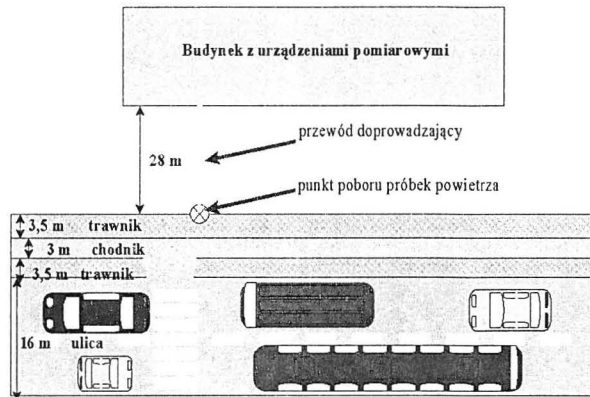 Budynek z urządzeniami pomiarowymi
przewód doprowadzający
28 m
punkt poboru próbek powietrza
3,5 m trawnik
3 m chodnik
3,5 m trawnik
16 m ulica